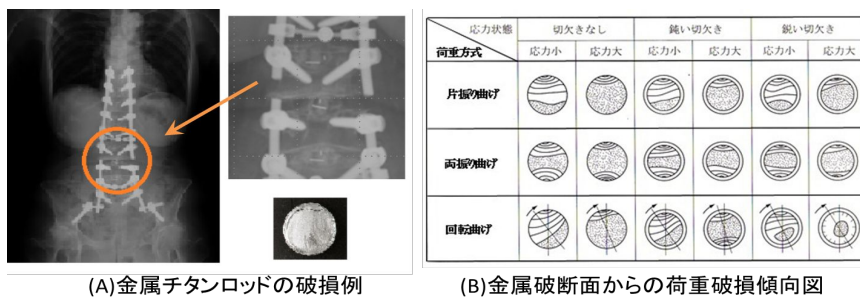 応力状態
荷重方式
切欠きなし
鈍い切欠き
鋭い切欠き
応力小
応力大
応力小
応力大
応力小
応力大
片振り曲げ
両振り曲げ
回転曲げ
(A)金属チタンロッドの破損例
(B)金属破断面からの荷重破損傾向図